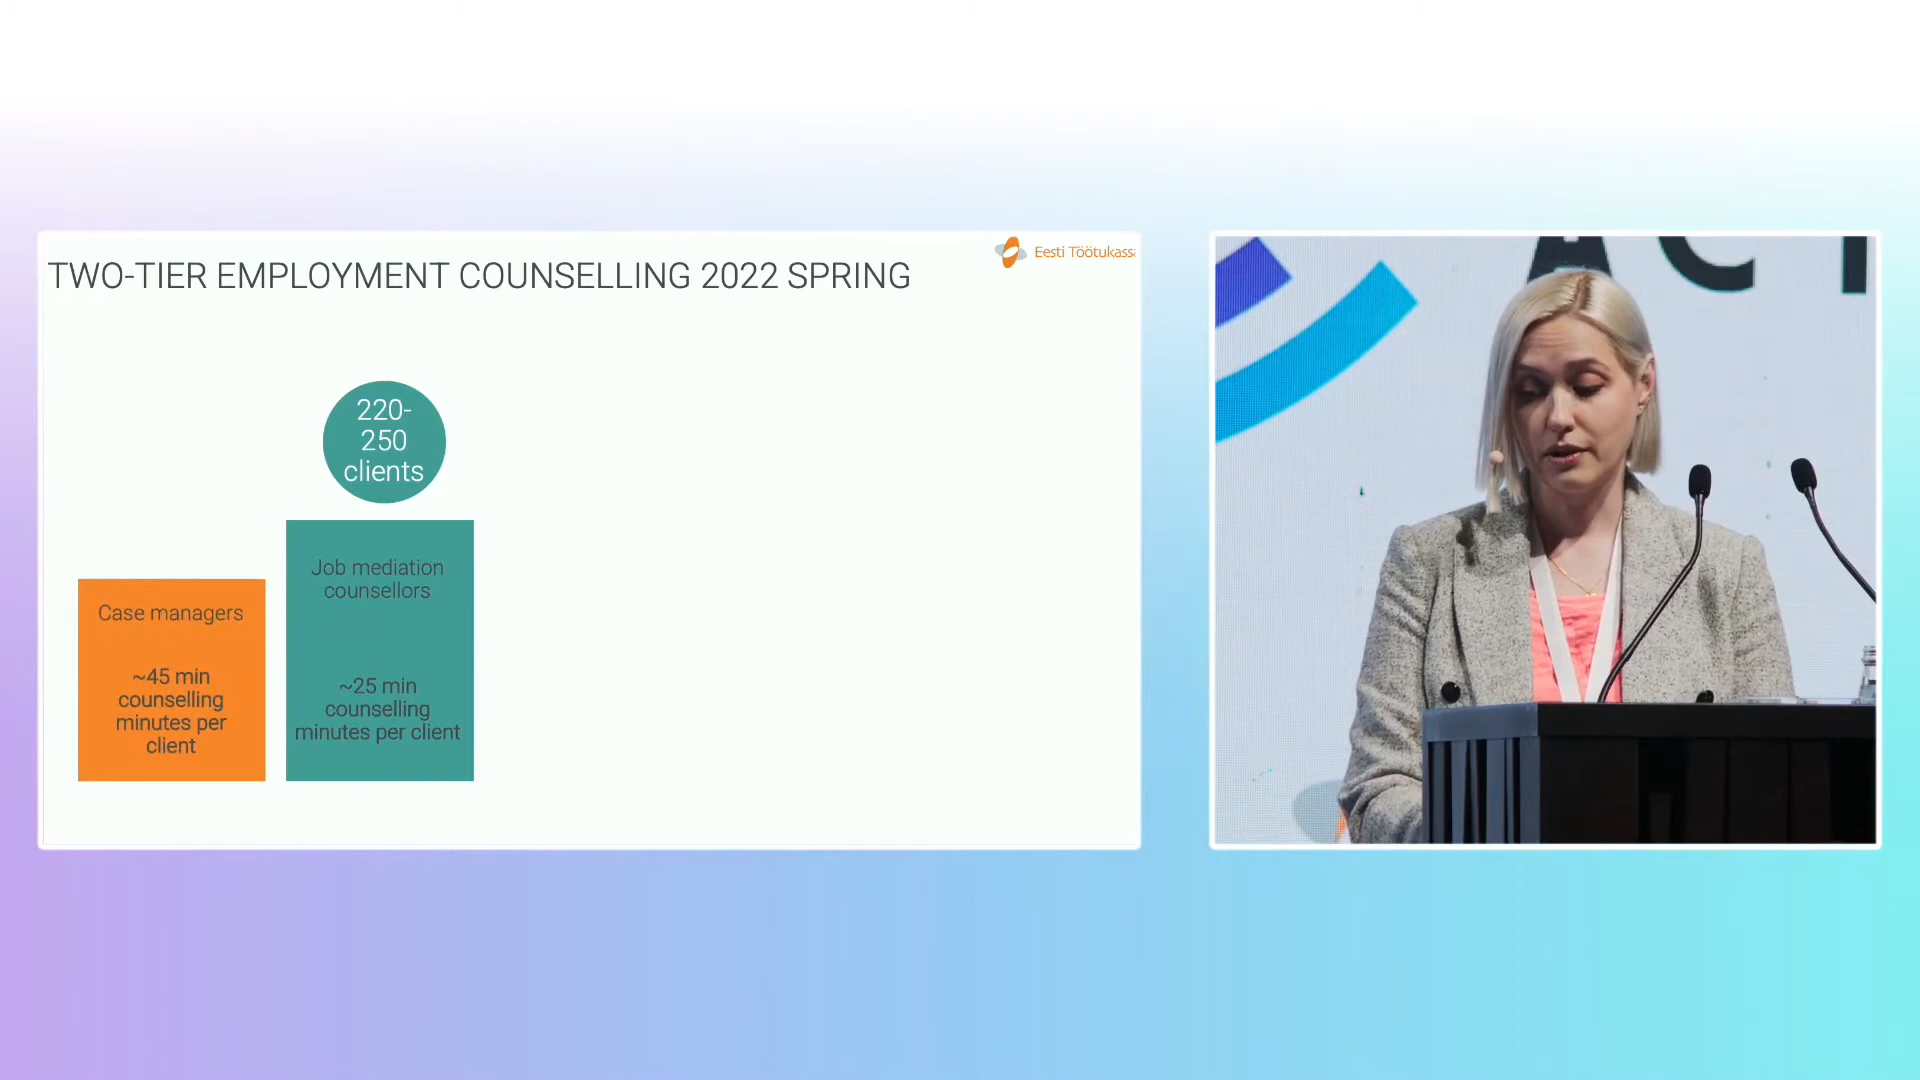 Eesti Töötukassa
TWO-TIER EMPLOYMENT COUNSELLING 2022 SPRING
220-
250
clients
Job mediation
counsellors
~25 min
counselling
minutes per client
Case managers
~45 min
counselling
minutes per
client